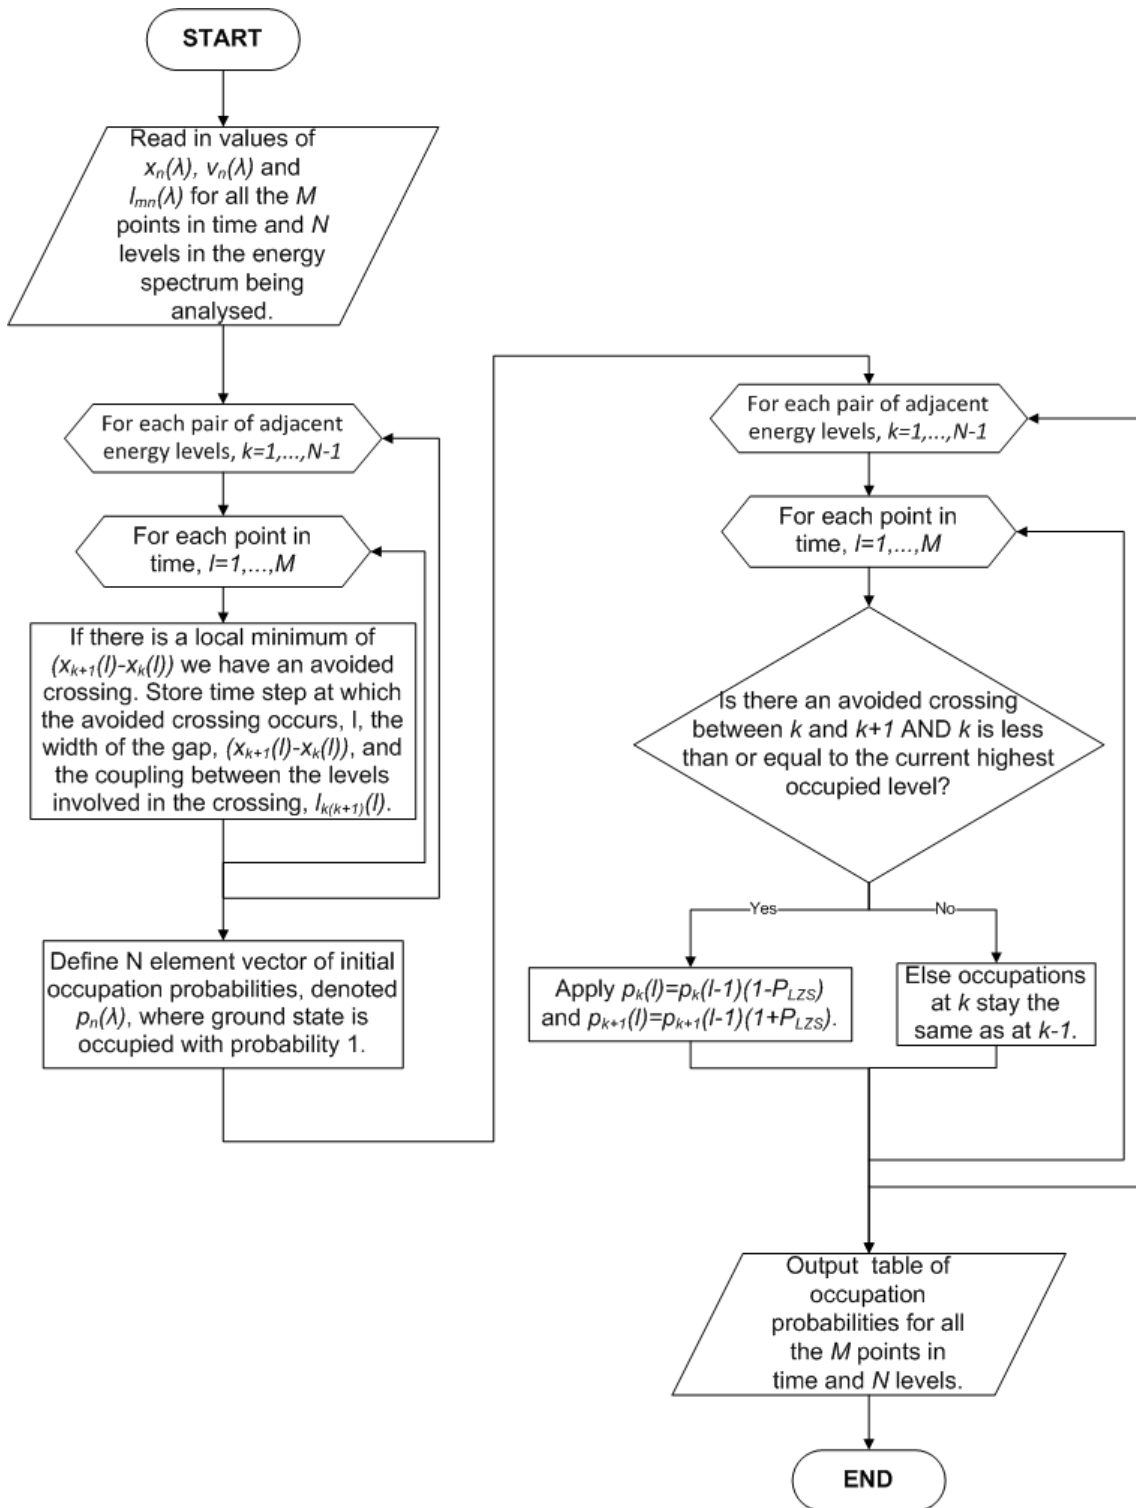 START
Read in values of
xₙ(λ), vₙ(λ) and
lₘₙ(λ) for all the M
points in time and N
levels in the energy
spectrum being
analysed.
For each pair of adjacent
energy levels, k=1,...,N-1
For each point in
time, l=1,...,M
If there is a local minimum of
(xₖ₊₁(l)-xₖ(l)) we have an avoided
crossing. Store time step at which
the avoided crossing occurs, l, the
width of the gap, (xₖ₊₁(l)-xₖ(l)), and
the coupling between the levels
involved in the crossing, lₖ₍ₖ₊₁₎(l).
Define N element vector of initial
occupation probabilities, denoted
pₙ(λ), where ground state is
occupied with probability 1.
For each pair of adjacent
energy levels, k=1,...,N-1
For each point in
time, l=1,...,M
Is there an avoided crossing
between k and k+1 AND k is less
than or equal to the current highest
occupied level?
Yes
No
Apply pₖ(l)=pₖ(l-1)(1-P_LZS)
and pₖ₊₁(l)=pₖ₊₁(l-1)(1+P_LZS).
Else occupations
at k stay the
same as at k-1.
Output table of
occupation
probabilities for all
the M points in
time and N levels.
END